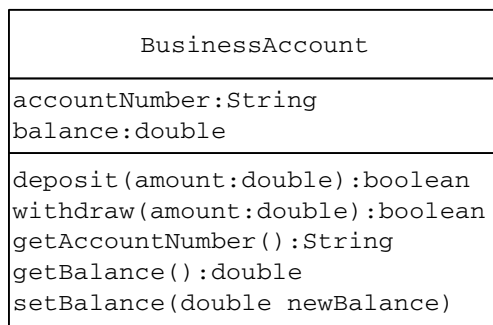 BusinessAccount
accountNumber:String
balance:double
deposit(amount:double):boolean
withdraw(amount:double):boolean
getAccountNumber():String
getBalance():double
setBalance(double newBalance)